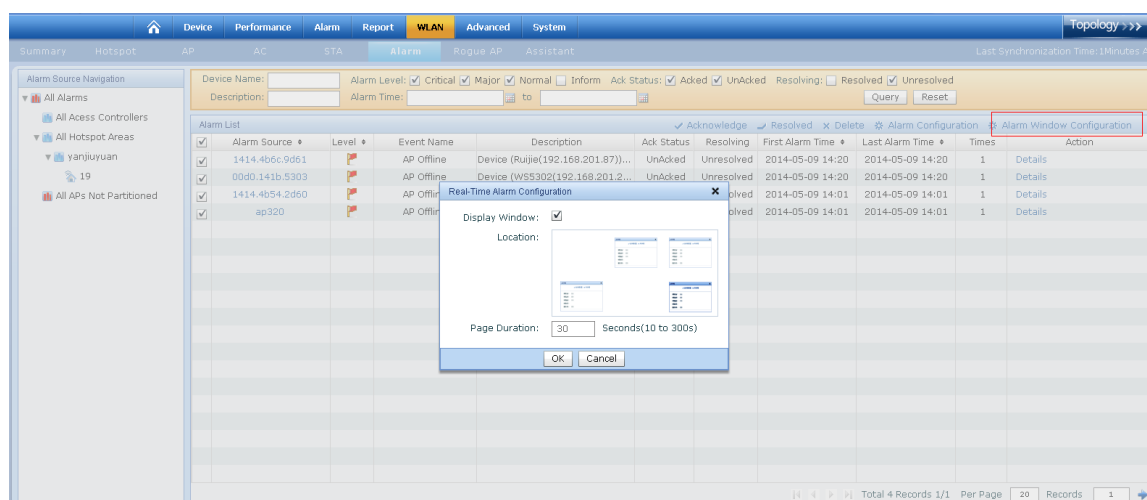 Device Performance Alarm Report WLAN Advanced System Topology >>>
Summary Hotspot AP AC STA Alarm Rogue AP Assistant Last Synchronization Time:1Minutes A
Alarm Source Navigation
All Alarms
All Acess Controllers
All Hotspot Areas
yanjiuyuan
19
All APs Not Partitioned
Device Name: Alarm Level: Critical Major Normal Inform Ack Status: Acked UnAcked Resolving: Resolved Unresolved
Description: Alarm Time: to Query Reset
Alarm List Acknowledge Resolved Delete Alarm Configuration Alarm Window Configuration
Alarm Source Level Event Name Description Ack Status Resolving First Alarm Time Last Alarm Time Times Action
1414.4b6c.9d61 AP Offline Device (Ruijie(192.168.201.87))... UnAcked Unresolved 2014-05-09 14:20 2014-05-09 14:20 1 Details
00d0.141b.5303 AP Offline Device (WS5302(192.168.201.2... UnAcked Unresolved 2014-05-09 14:20 2014-05-09 14:20 1 Details
1414.4b54.2d60 AP Offlin olved 2014-05-09 14:01 2014-05-09 14:01 1 Details
ap320 AP Offlin olved 2014-05-09 14:01 2014-05-09 14:01 1 Details
Real-Time Alarm Configuration
Display Window:
Location:
Page Duration: 30 Seconds(10 to 300s)
OK Cancel
Total 4 Records 1/1 Per Page 20 Records 1